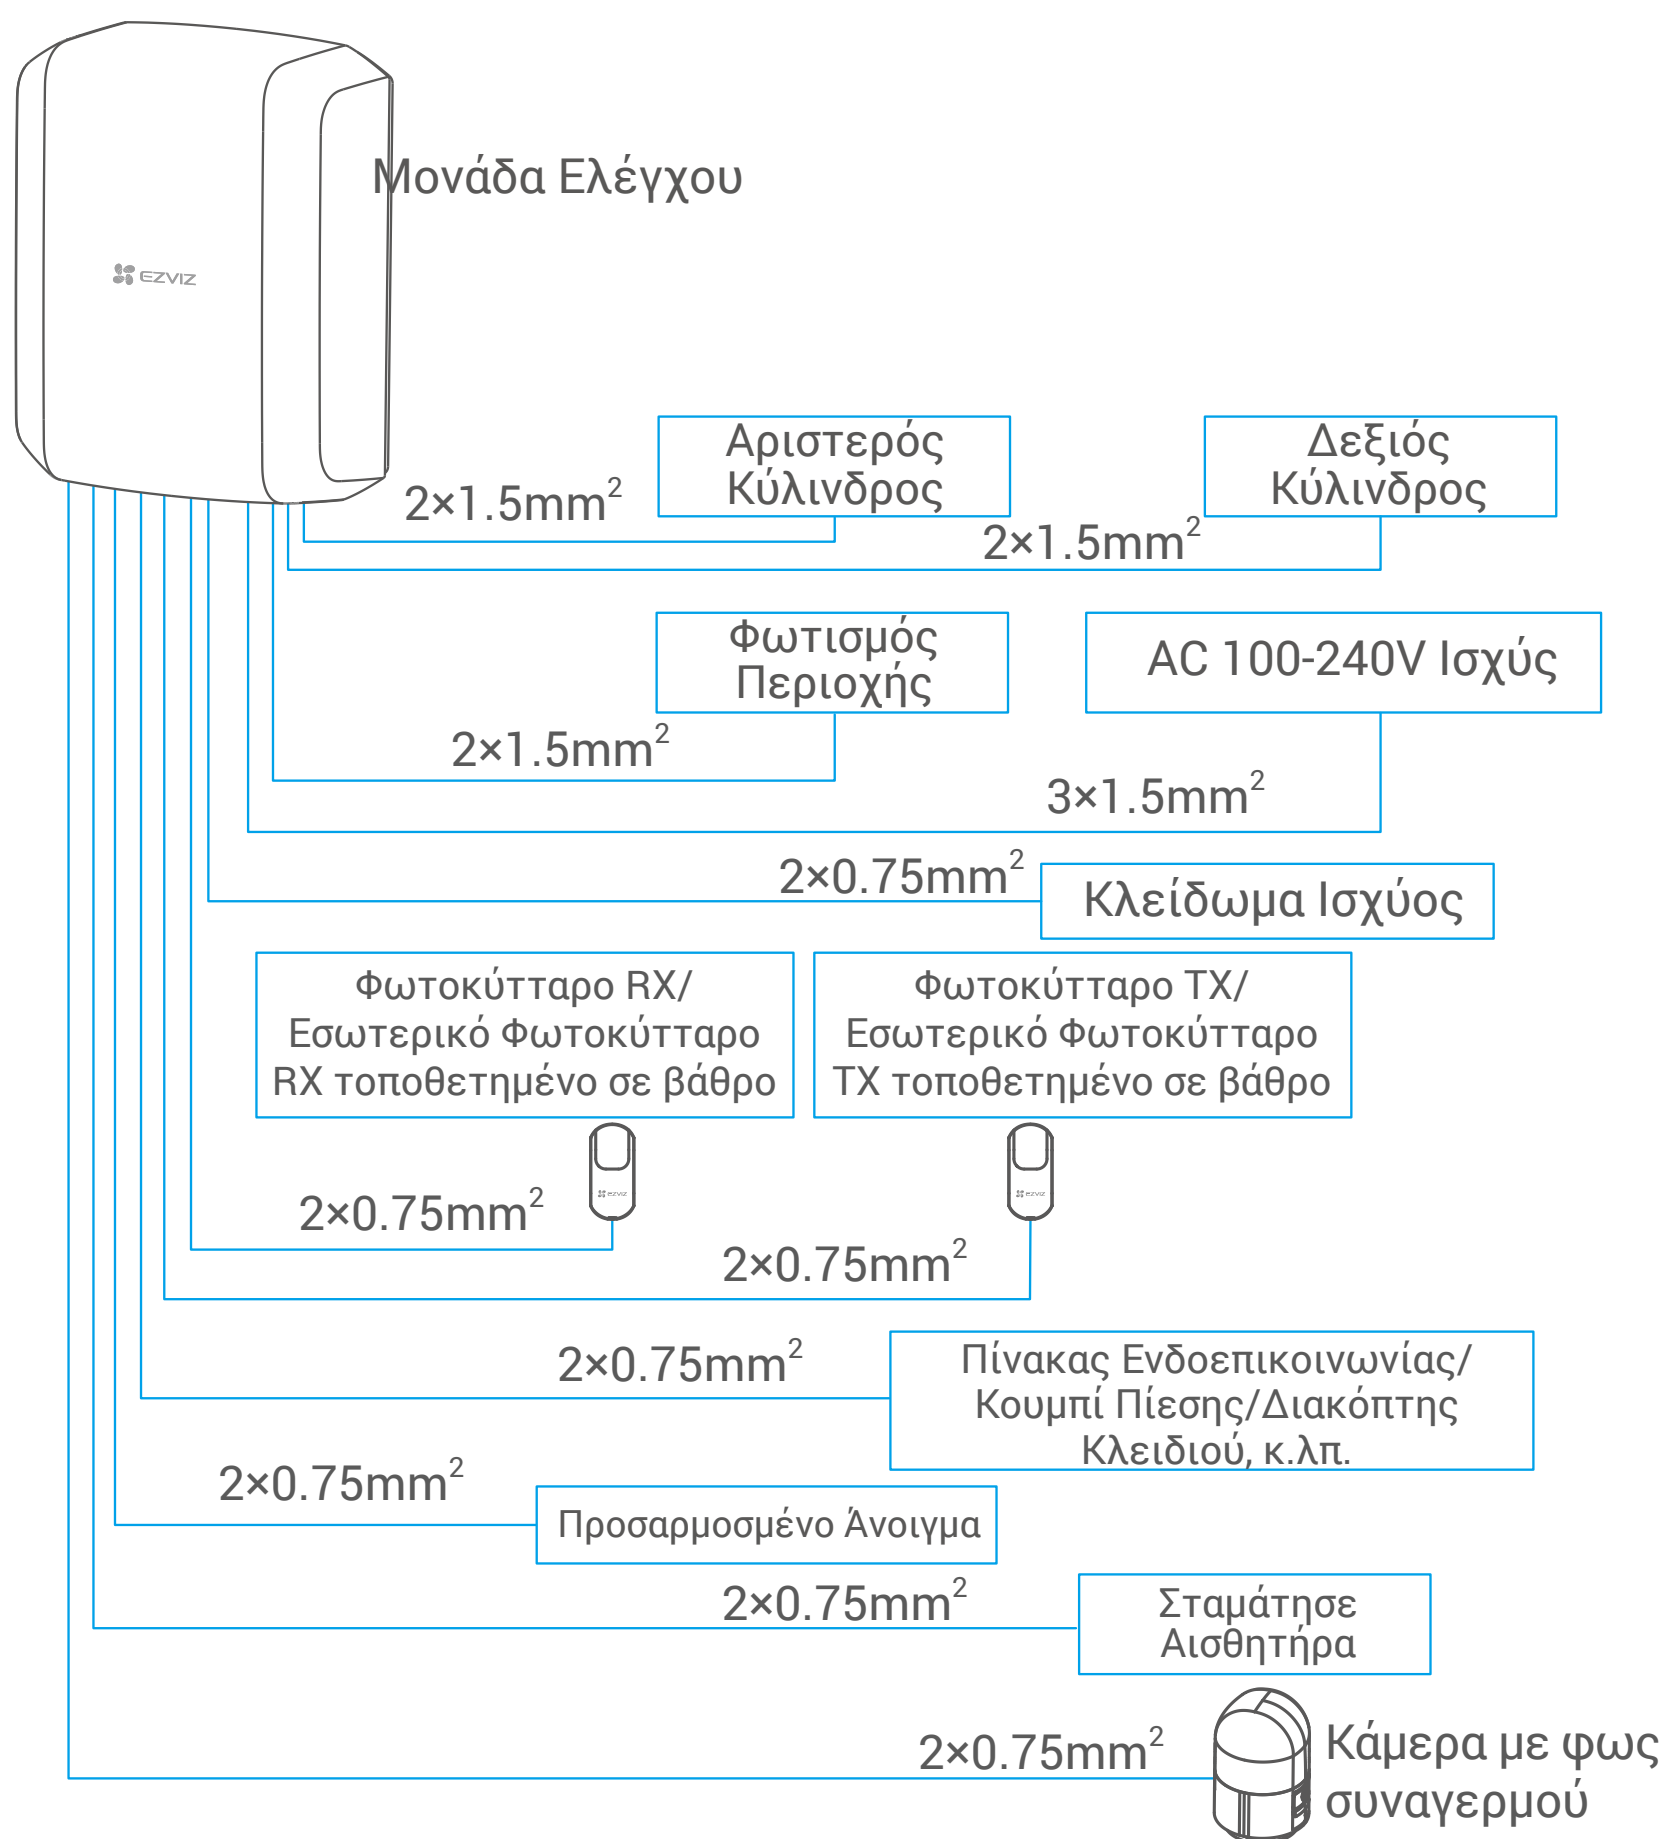 Μονάδα Ελέγχου
EZVIZ
Αριστερός
Κύλινδρος
2×1.5mm²
Δεξιός
Κύλινδρος
2×1.5mm²
Φωτισμός
Περιοχής
2×1.5mm²
AC 100-240V Ισχύς
3×1.5mm²
2×0.75mm²
Κλείδωμα Ισχύος
Φωτοκύτταρο RX/
Εσωτερικό Φωτοκύτταρο
RX τοποθετημένο σε βάθρο
Φωτοκύτταρο TX/
Εσωτερικό Φωτοκύτταρο
TX τοποθετημένο σε βάθρο
EZVIZ
EZVIZ
2×0.75mm²
2×0.75mm²
2×0.75mm²
Πίνακας Ενδοεπικοινωνίας/
Κουμπί Πίεσης/Διακόπτης
Κλειδιού, κ.λπ.
2×0.75mm²
Προσαρμοσμένο Άνοιγμα
2×0.75mm²
Σταμάτησε
Αισθητήρα
2×0.75mm²
Κάμερα με φως
συναγερμού